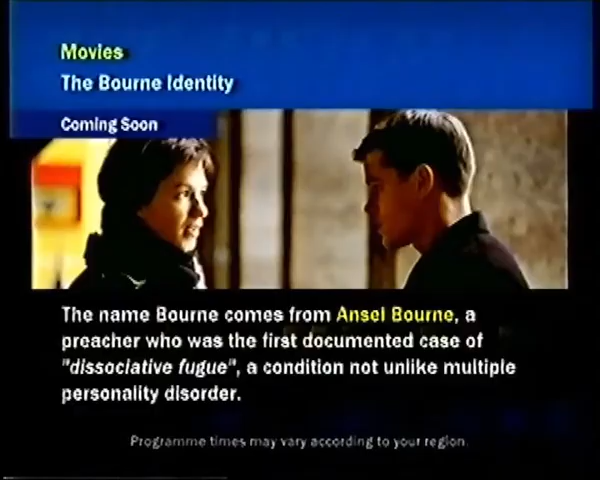 Movies
The Bourne Identity
Coming Soon
The name Bourne comes from Ansel Bourne, a
preacher who was the first documented case of
"dissociative fugue", a condition not unlike multiple
personality disorder.
Programme times may vary according to your region.